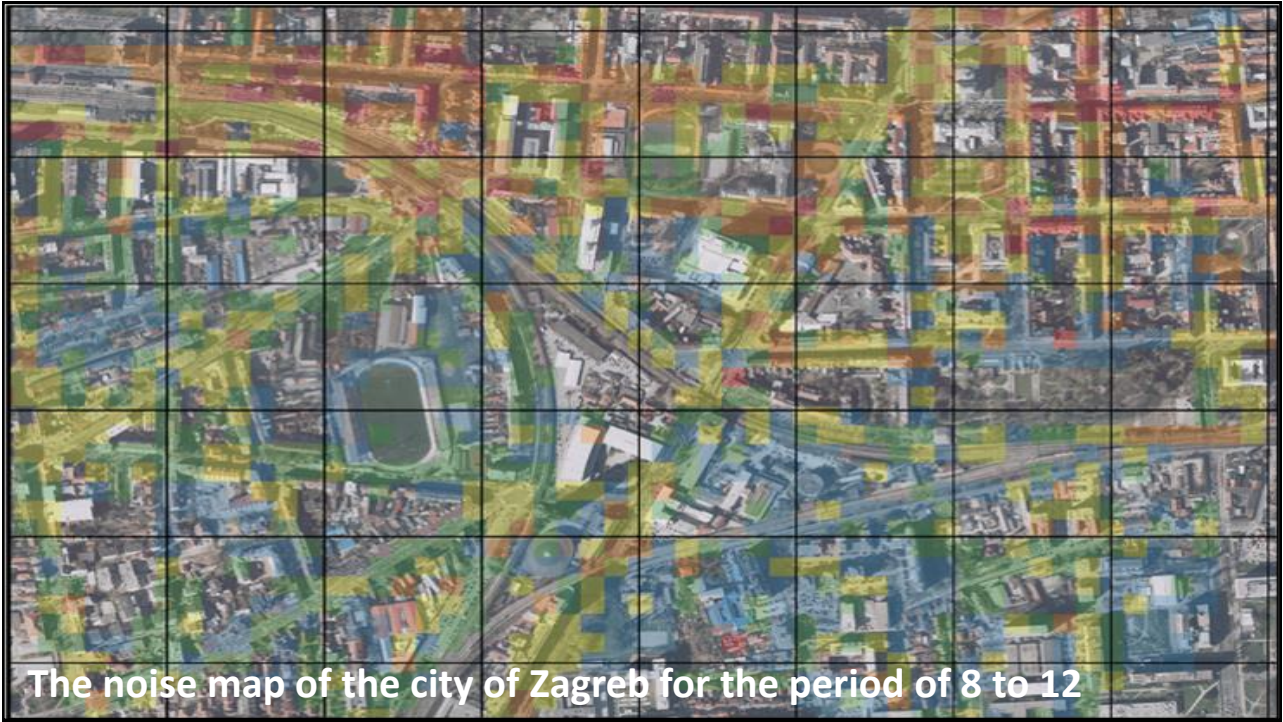 The noise map of the city of Zagreb for the period of 8 to 12